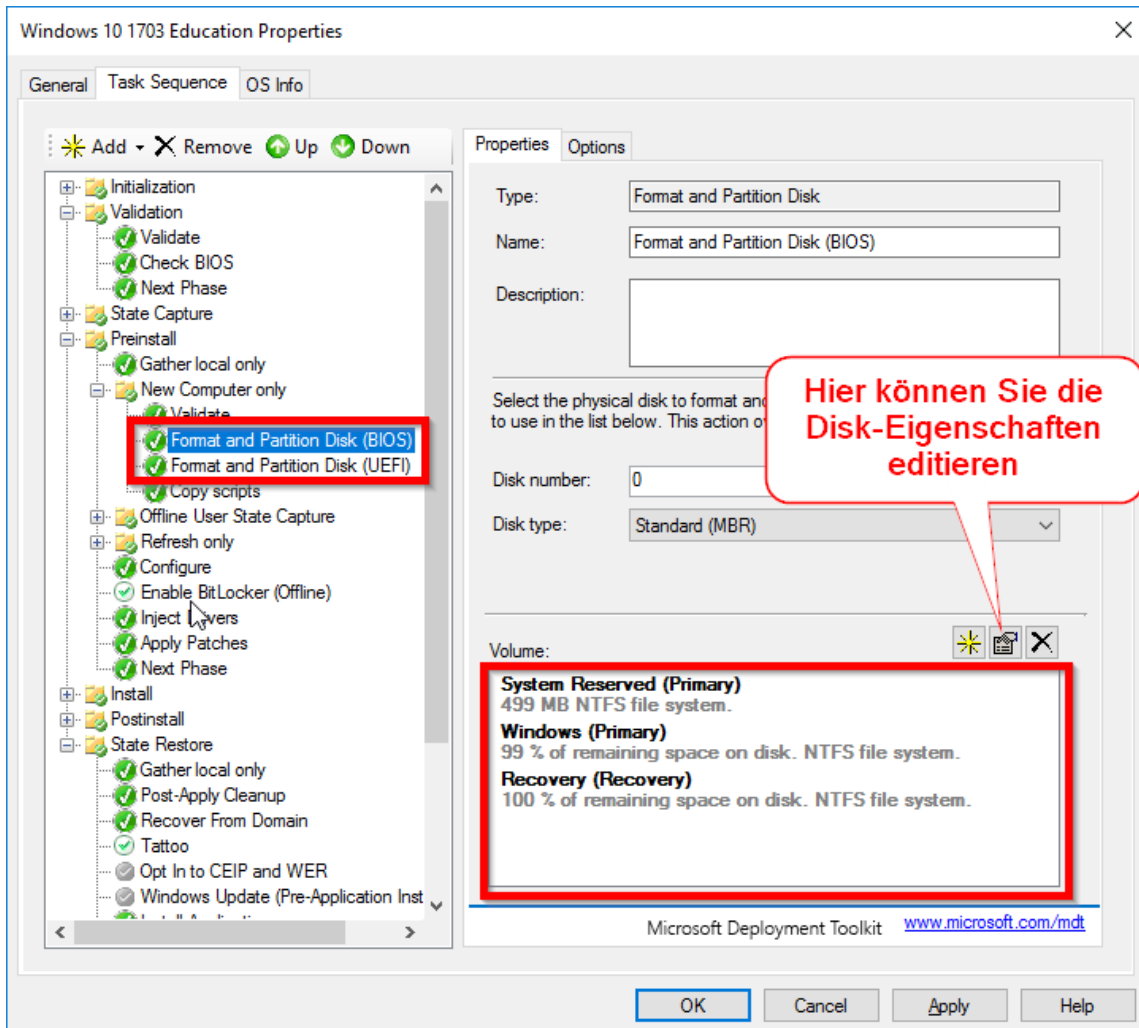 Windows 10 1703 Education Properties
General Task Sequence OS Info
Add Remove Up Down
Initialization
Validation
Validate
Check BIOS
Next Phase
State Capture
Preinstall
Gather local only
New Computer only
Validate
Format and Partition Disk (BIOS)
Format and Partition Disk (UEFI)
Copy scripts
Offline User State Capture
Refresh only
Configure
Enable BitLocker (Offline)
Inject
Apply Patches
Next Phase
Install
Postinstall
State Restore
Gather local only
Post-Apply Cleanup
Recover From Domain
Tattoo
Opt In to CEIP and WER
Windows Update (Pre-Application Inst
Properties Options
Type: Format and Partition Disk
Name: Format and Partition Disk (BIOS)
Description:
Select the physical disk to format and
to use in the list below. This action
Hier können Sie die
Disk-Eigenschaften
editieren
Disk number: 0
Disk type: Standard (MBR)
Volume:
System Reserved (Primary)
499 MB NTFS file system.
Windows (Primary)
99 % of remaining space on disk. NTFS file system.
Recovery (Recovery)
100 % of remaining space on disk. NTFS file system.
Microsoft Deployment Toolkit www.microsoft.com/mdt
OK Cancel Apply Help